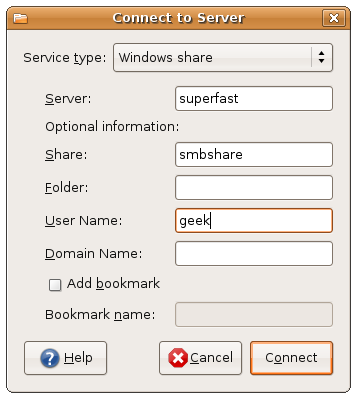 Connect to Server
Service type: Windows share
Server: superfast
Optional information:
Share: smbshare
Folder:
User Name: geek
Domain Name:
Add bookmark
Bookmark name:
Help Cancel Connect